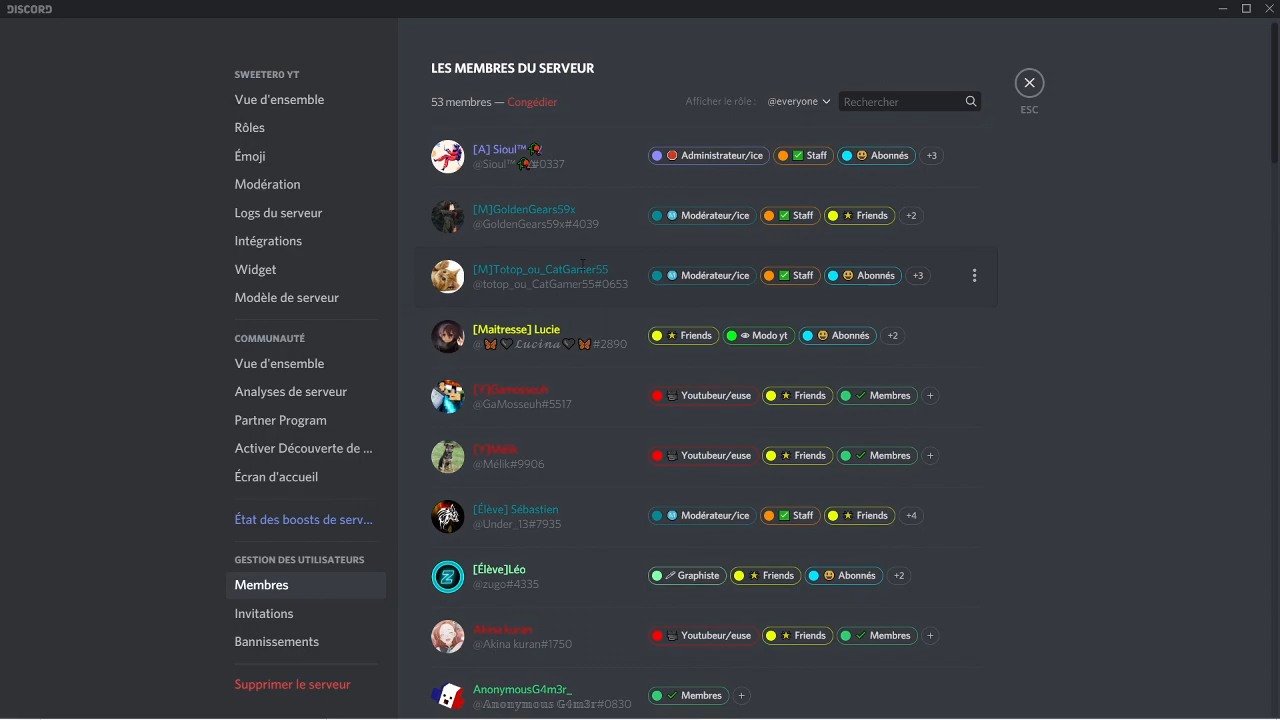 DISCORD
SWEETER0 YT
Vue d'ensemble
Rôles
Émoji
Modération
Logs du serveur
Intégrations
Widget
Modèle de serveur
COMMUNAUTÉ
Vue d'ensemble
Analyses de serveur
Partner Program
Activer Découverte de ...
Écran d'accueil
État des boosts de serv...
GESTION DES UTILISATEURS
Membres
Invitations
Bannissements
Supprimer le serveur
LES MEMBRES DU SERVEUR
53 membres — Congédier
Afficher le rôle : @everyone
Rechercher
ESC
[A] Sioul™🥀
@Sioul™🥀#0337
Administrateur/ice ✅ Staff 😀 Abonnés +3
[M]GoldenGears59x
@GoldenGears59x#4039
Modérateur/ice ✅ Staff ★ Friends +2
[M]Totop_ou_CatGamer55
@totop_ou_CatGamer55#0653
Modérateur/ice ✅ Staff 😀 Abonnés +3
[Maitresse] Lucie
@🦋🖤𝓛𝓾𝓬𝓲𝓷𝓪🖤🦋#2890
★ Friends 👁 Modo yt 😀 Abonnés +2
[Y]Gamosseuh
@GaMosseuh#5517
Youtubeur/euse ★ Friends ✓ Membres +
[Y]Mélik
@Mélik#9906
Youtubeur/euse ★ Friends ✓ Membres +
[Élève] Sébastien
@Under_13#7935
Modérateur/ice ✅ Staff ★ Friends +4
[Élève]Léo
@zugo#4335
Graphiste ★ Friends 😀 Abonnés +2
Akina kuran
@Akina kuran#1750
Youtubeur/euse ★ Friends ✓ Membres +
AnonymousG4m3r_
@𝔸𝕟𝕠𝕟𝕪𝕞𝕠𝕦𝕤 𝔾𝟜𝕞𝟛𝕣#0830
✓ Membres +